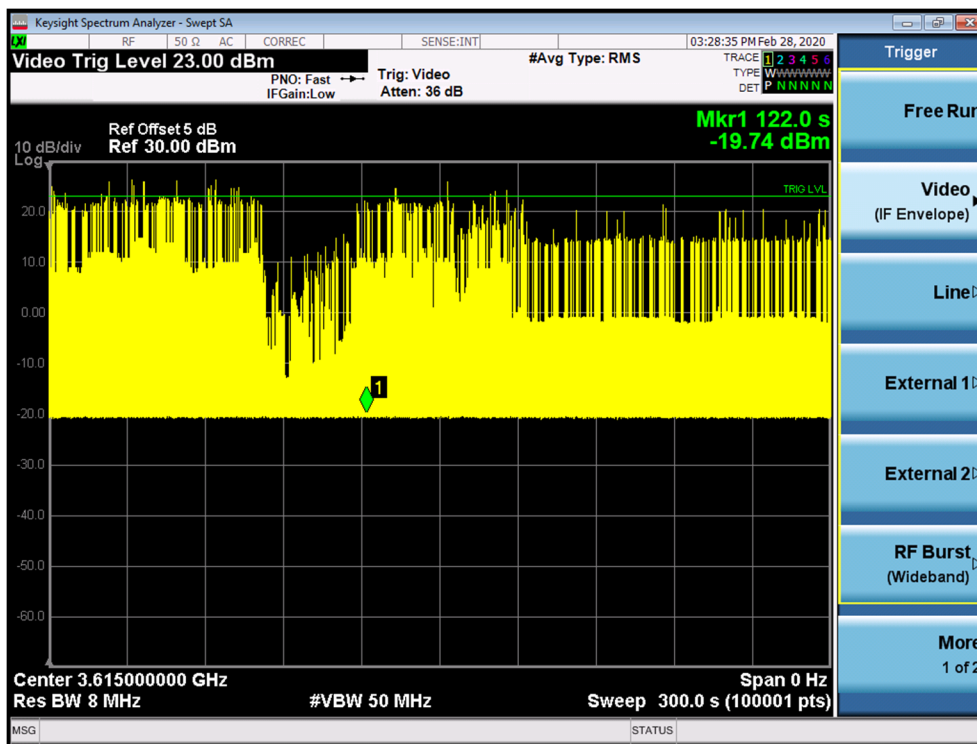 Keysight Spectrum Analyzer - Swept SA
LXI
RF
50 Ω
AC
CORREC
SENSE:INT
03:28:35 PM Feb 28, 2020
Video Trig Level 23.00 dBm
PNO: Fast
IFGain:Low
Trig: Video
Atten: 36 dB
#Avg Type: RMS
TRACE 1 2 3 4 5 6
TYPE W
DET P N N N N N
Ref Offset 5 dB
Ref 30.00 dBm
10 dB/div
Log
Mkr1 122.0 s
-19.74 dBm
TRIG LVL
20.0
10.0
0.00
-10.0
-20.0
-30.0
-40.0
-50.0
-60.0
1
Center 3.615000000 GHz
Span 0 Hz
Res BW 8 MHz
#VBW 50 MHz
Sweep 300.0 s (100001 pts)
MSG
STATUS
Trigger
Free Run
Video
(IF Envelope)
Line
External 1
External 2
RF Burst
(Wideband)
More
1 of 2